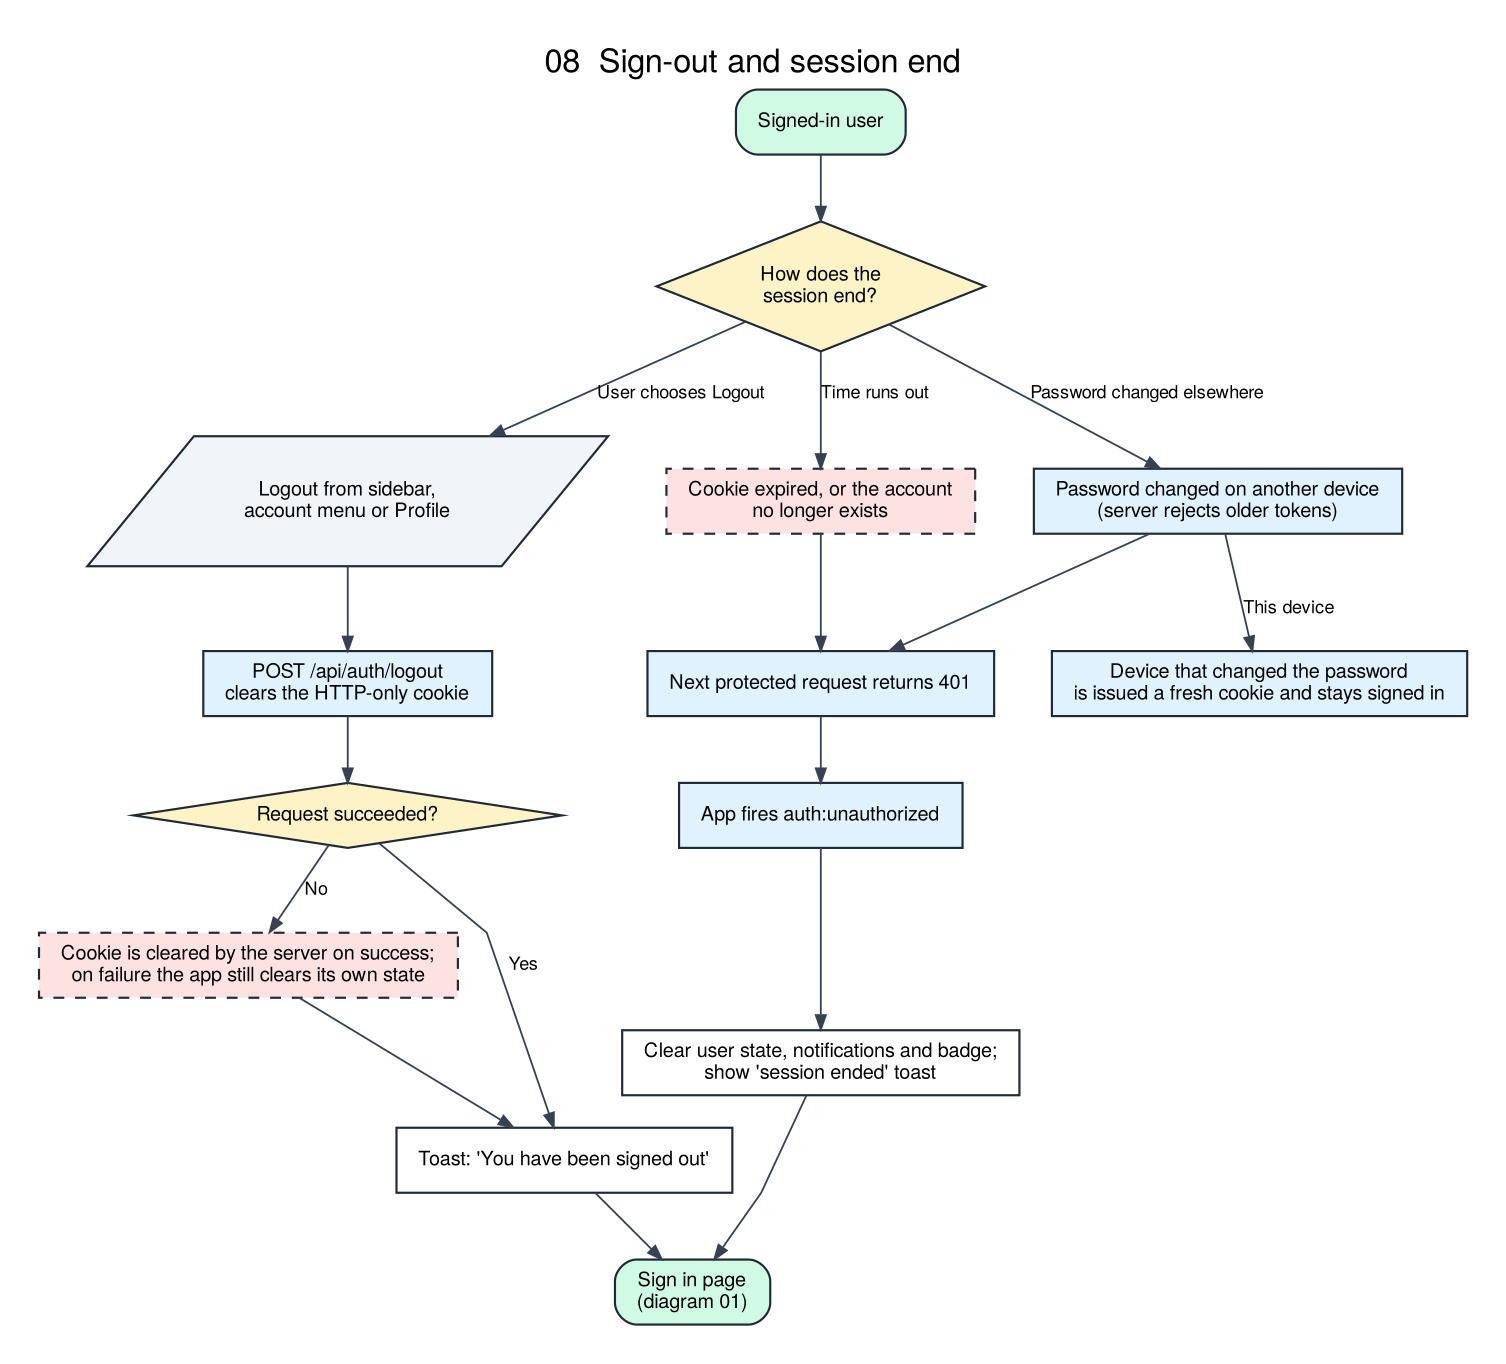 08  Sign-out and session end
Signed-in user
How does the
session end?
User chooses Logout
Time runs out
Password changed elsewhere
Logout from sidebar,
account menu or Profile
Cookie expired, or the account
no longer exists
Password changed on another device
(server rejects older tokens)
This device
POST /api/auth/logout
clears the HTTP-only cookie
Next protected request returns 401
Device that changed the password
is issued a fresh cookie and stays signed in
Request succeeded?
App fires auth:unauthorized
No
Yes
Cookie is cleared by the server on success;
on failure the app still clears its own state
Clear user state, notifications and badge;
show 'session ended' toast
Toast: 'You have been signed out'
Sign in page
(diagram 01)